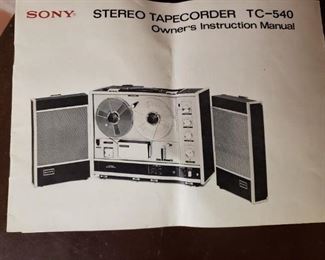 SONY STEREO TAPECORDER TC-540
Owner's Instruction Manual